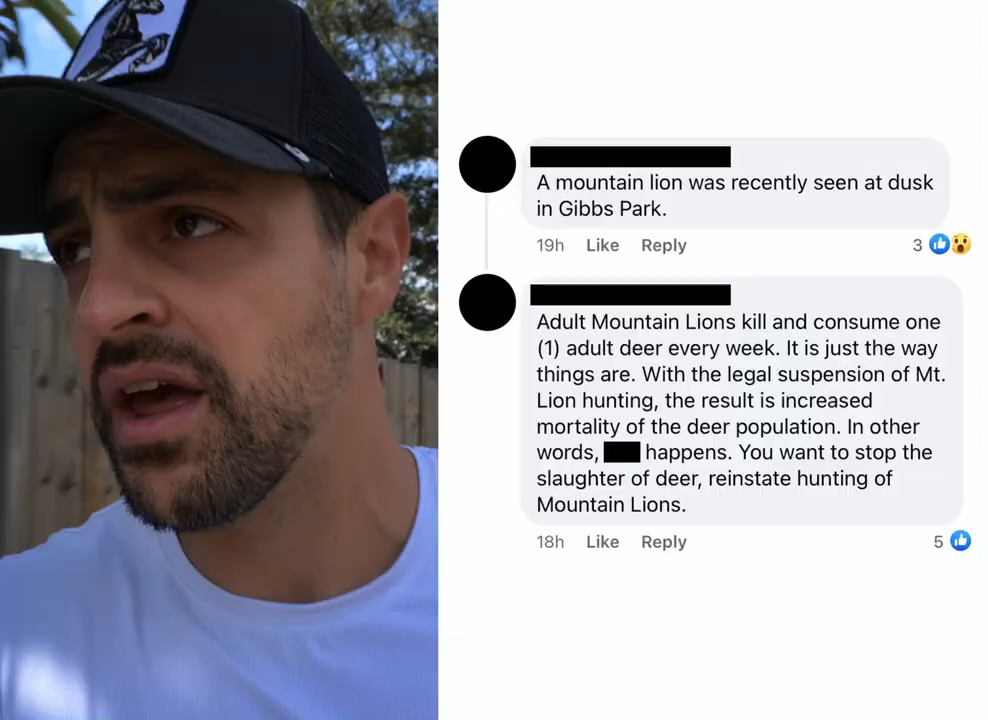 A mountain lion was recently seen at dusk
in Gibbs Park.
19h Like Reply 3
Adult Mountain Lions kill and consume one
(1) adult deer every week. It is just the way
things are. With the legal suspension of Mt.
Lion hunting, the result is increased
mortality of the deer population. In other
words, happens. You want to stop the
slaughter of deer, reinstate hunting of
Mountain Lions.
18h Like Reply 5